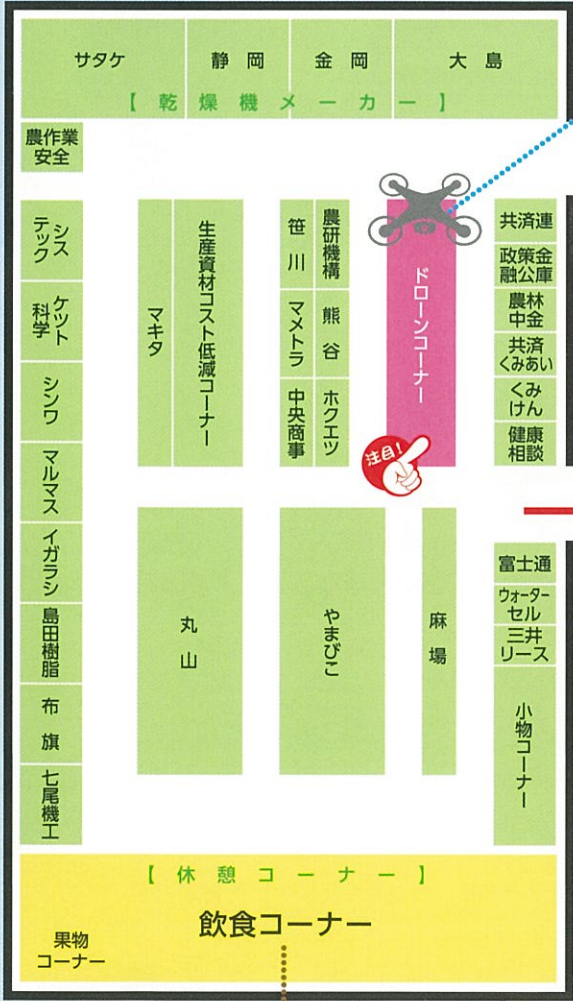 サタケ
静岡
金岡
大島
【乾燥機メーカー】
農作業
安全
シス
テック
ケット
科学
シンワ
マルマス
イガラシ
島田樹脂
布旗
七尾機工
マキタ
生産資材コスト低減コーナー
笹川
マメトラ
中央商事
農研機構
熊谷
ホクエツ
ドローンコーナー
注目!
共済連
政策金
融公庫
農林
中金
共済
くみあい
くみ
けん
健康
相談
丸山
やまびこ
麻場
富士通
ウォーター
セル
三井
リース
小物コーナー
【休憩コーナー】
飲食コーナー
果物
コーナー